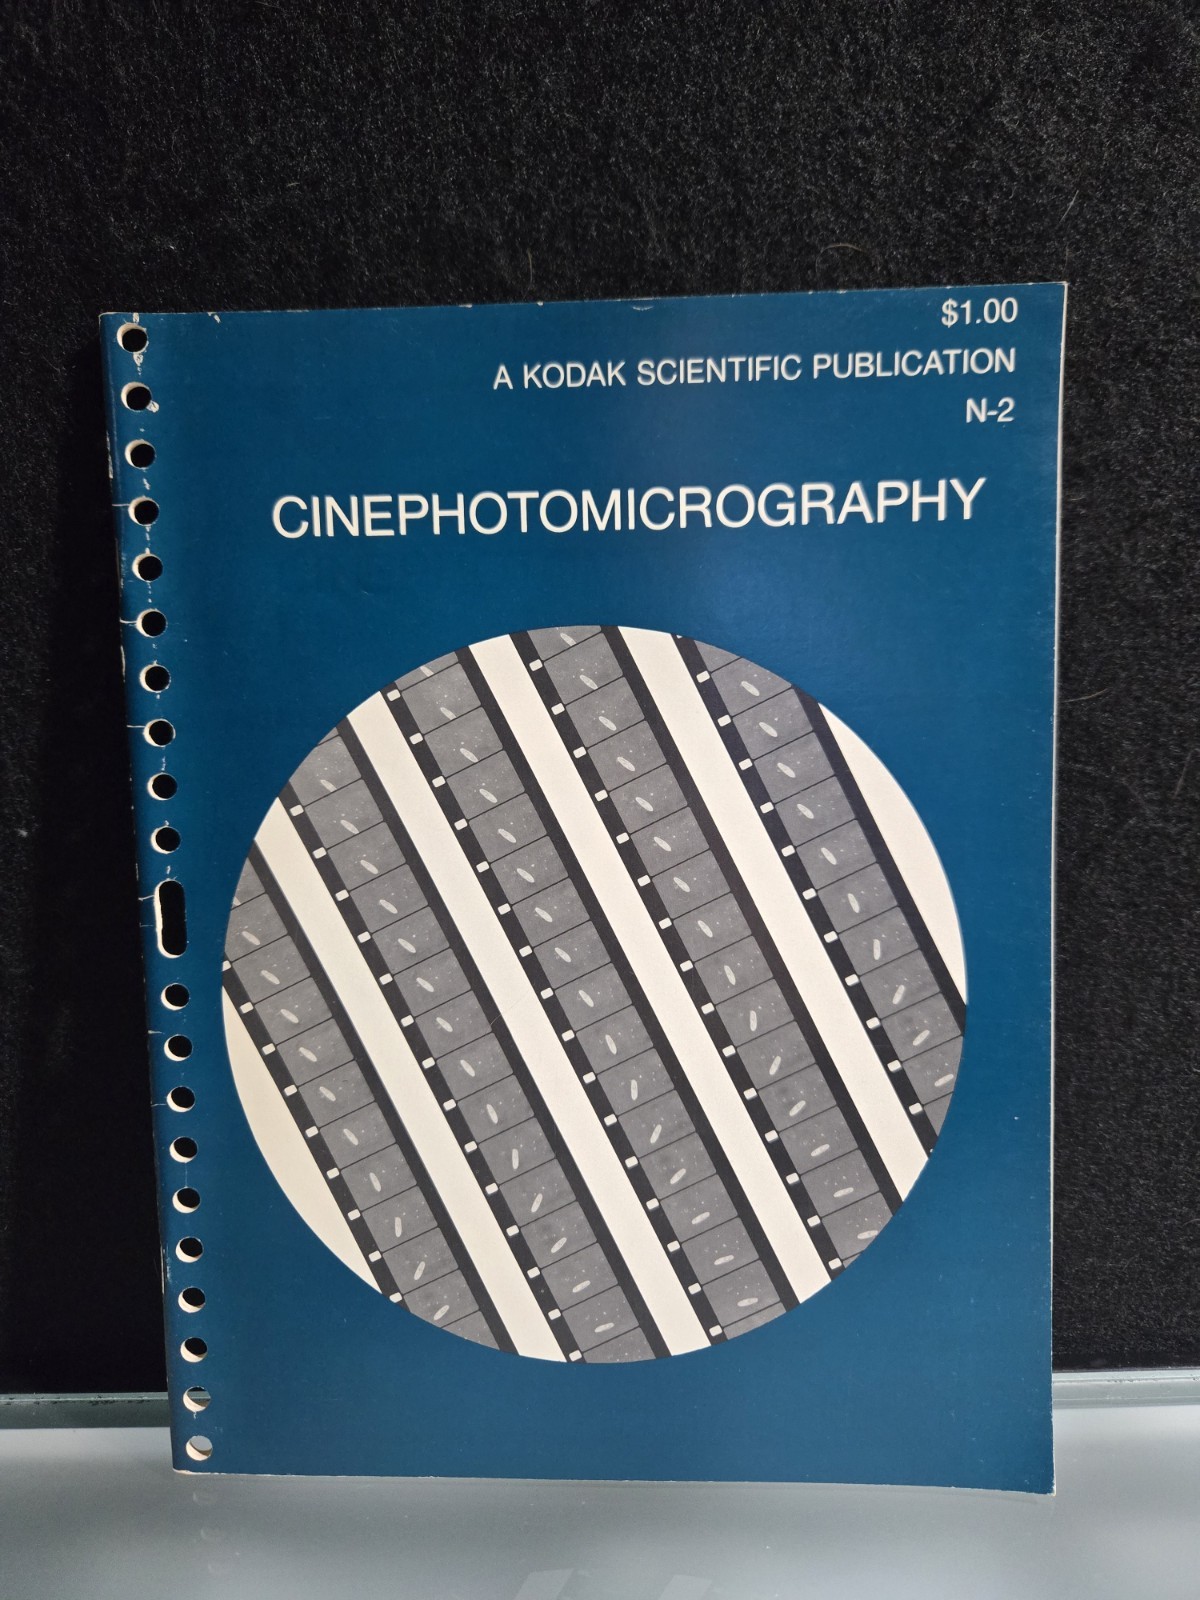 $1.00
A KODAK SCIENTIFIC PUBLICATION
N-2
CINEPHOTOMICROGRAPHY